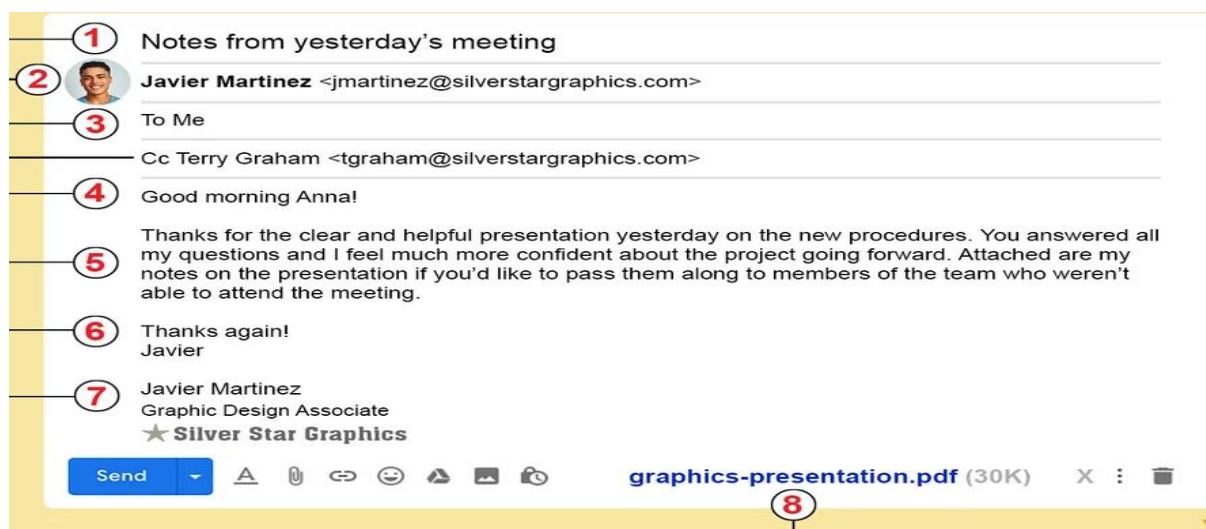 1 Notes from yesterday’s meeting
2 Javier Martinez <jmartinez@silverstargraphics.com>
3 To Me
Cc Terry Graham <tgraham@silverstargraphics.com>
4 Good morning Anna!
Thanks for the clear and helpful presentation yesterday on the new procedures. You answered all
5 my questions and I feel much more confident about the project going forward. Attached are my
notes on the presentation if you’d like to pass them along to members of the team who weren’t
able to attend the meeting.
6 Thanks again!
Javier
7 Javier Martinez
Graphic Design Associate
Silver Star Graphics
Send A graphics-presentation.pdf (30K) X
8